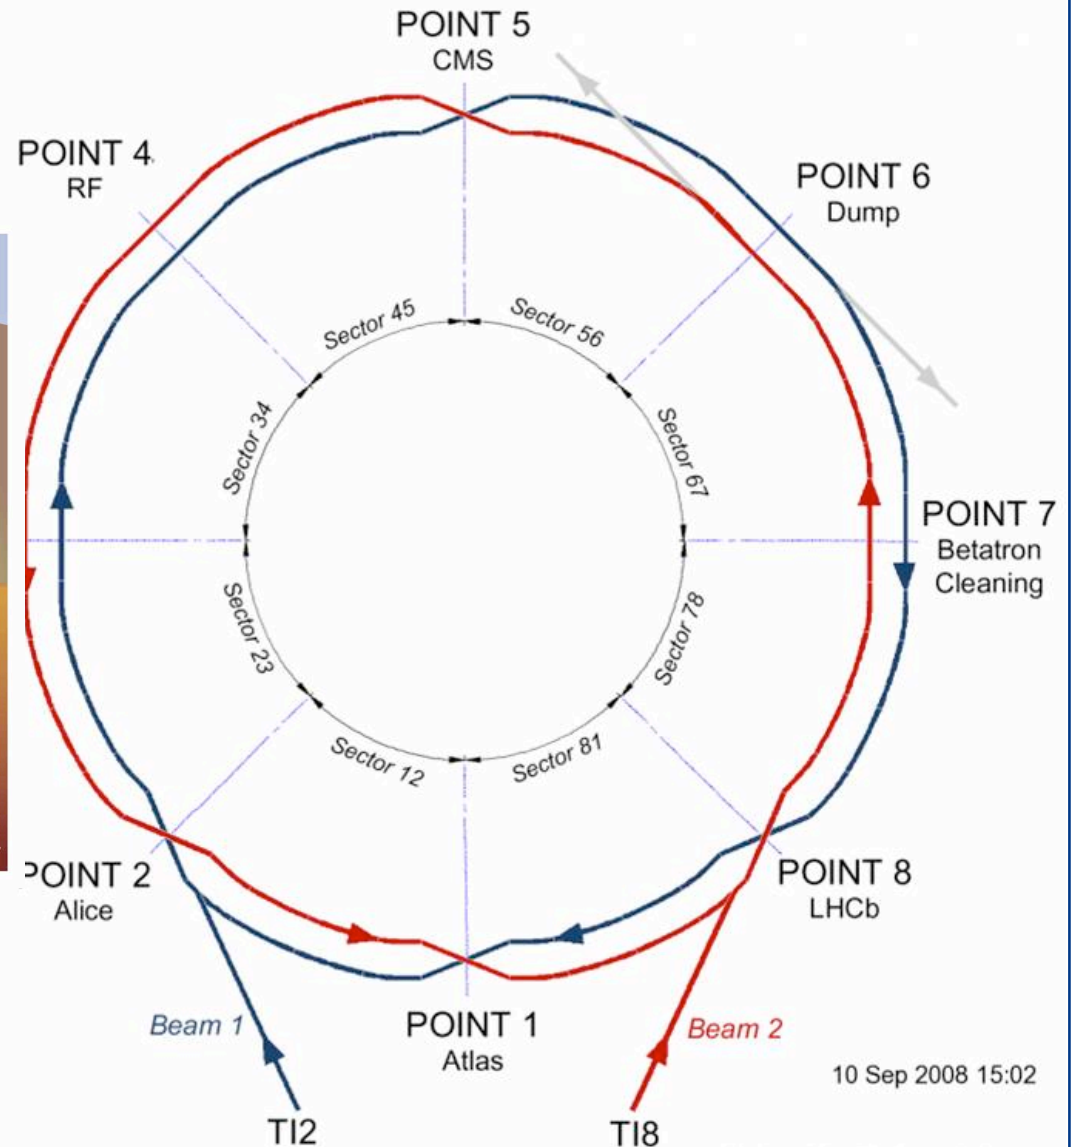 POINT 5
CMS
POINT 4
RF
POINT 6
Dump
Sector 45
Sector 56
Sector 34
Sector 67
POINT 7
Betatron
Cleaning
Sector 23
Sector 78
Sector 12
Sector 81
POINT 2
Alice
POINT 8
LHCb
Beam 1
POINT 1
Atlas
Beam 2
10 Sep 2008 15:02
TI2
TI8